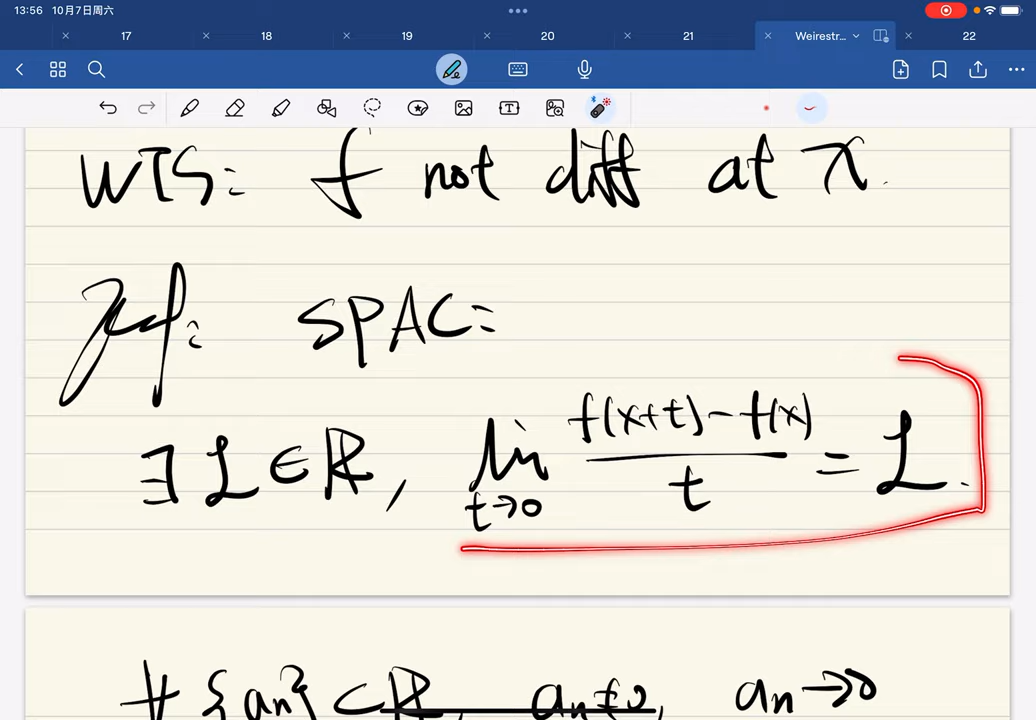 13:56 10月7日周六
17 18 19 20 21 Weirestr... 22
WTS: f not diff at x.
Pf: SPAC:
∃ L ∈ ℝ, lim_{t→0} (f(x+t) - f(x))/t = L.
∀ {an} ⊂ ℝ, an ≠ 0, an → 0